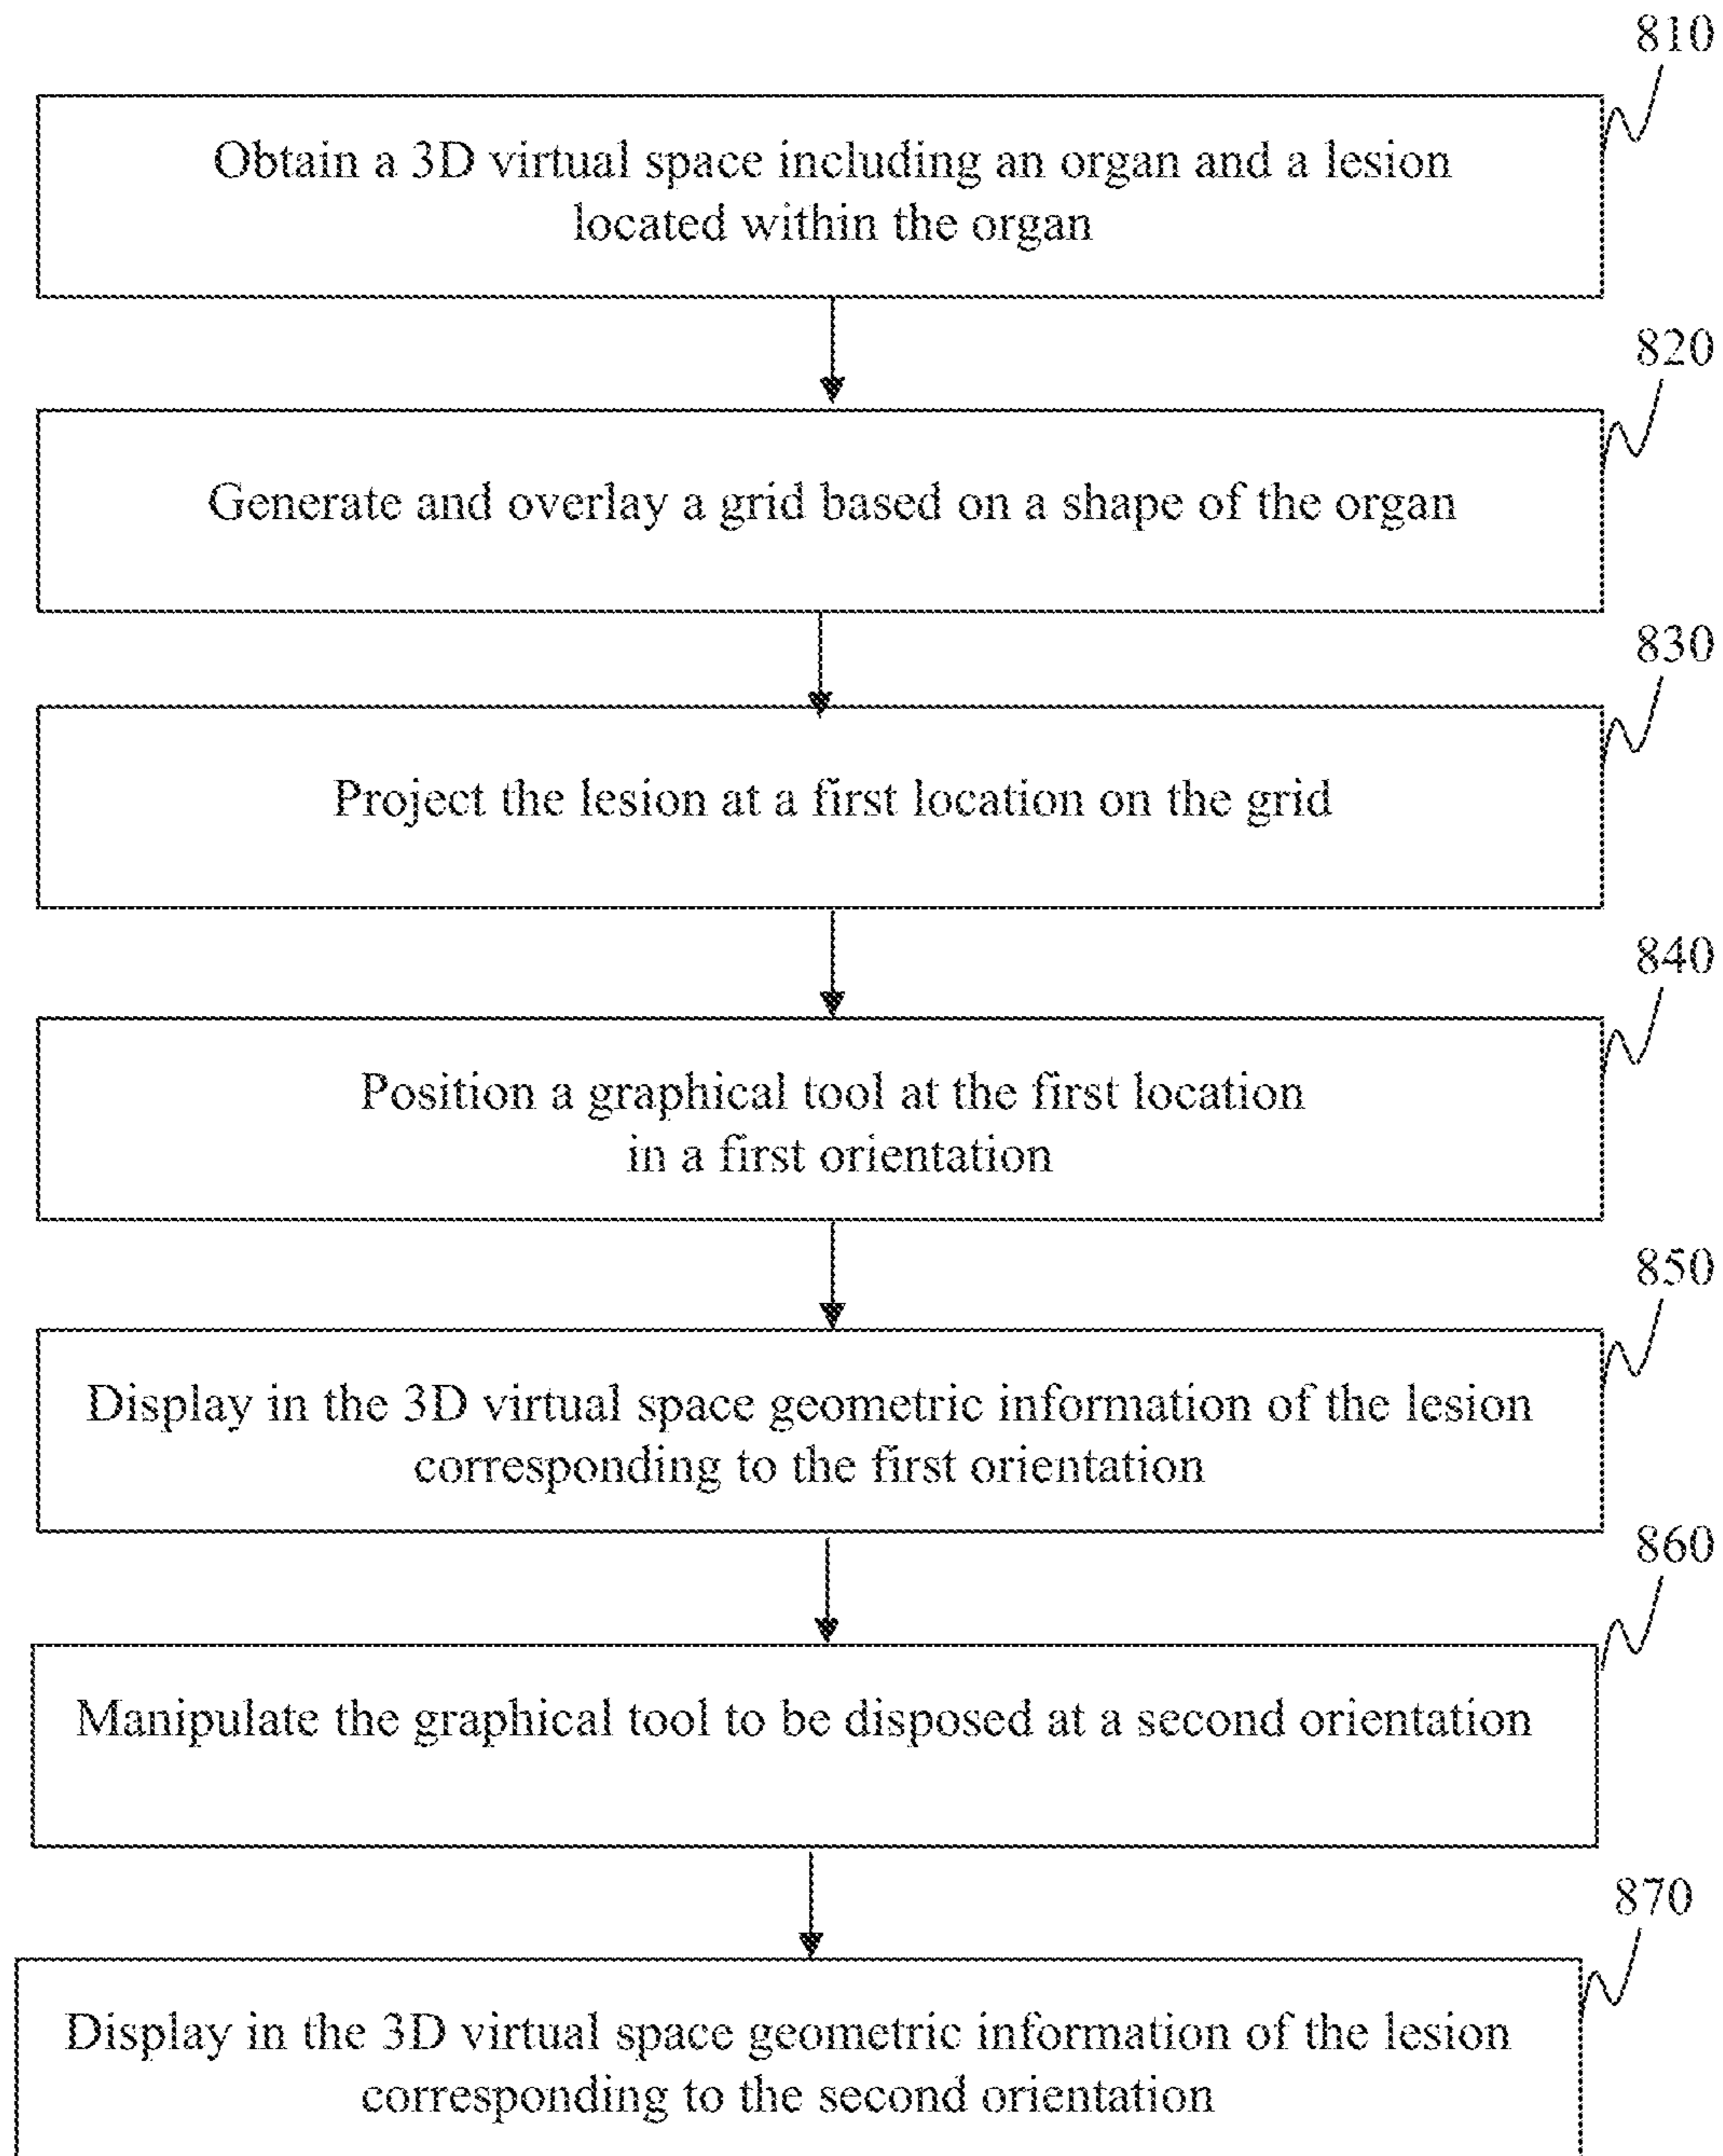 810
Obtain a 3D virtual space including an organ and a lesion
located within the organ
820
Generate and overlay a grid based on a shape of the organ
830
Project the lesion at a first location on the grid
840
Position a graphical tool at the first location
in a first orientation
850
Display in the 3D virtual space geometric information of the lesion
corresponding to the first orientation
860
Manipulate the graphical tool to be disposed at a second orientation
870
Display in the 3D virtual space geometric information of the lesion
corresponding to the second orientation